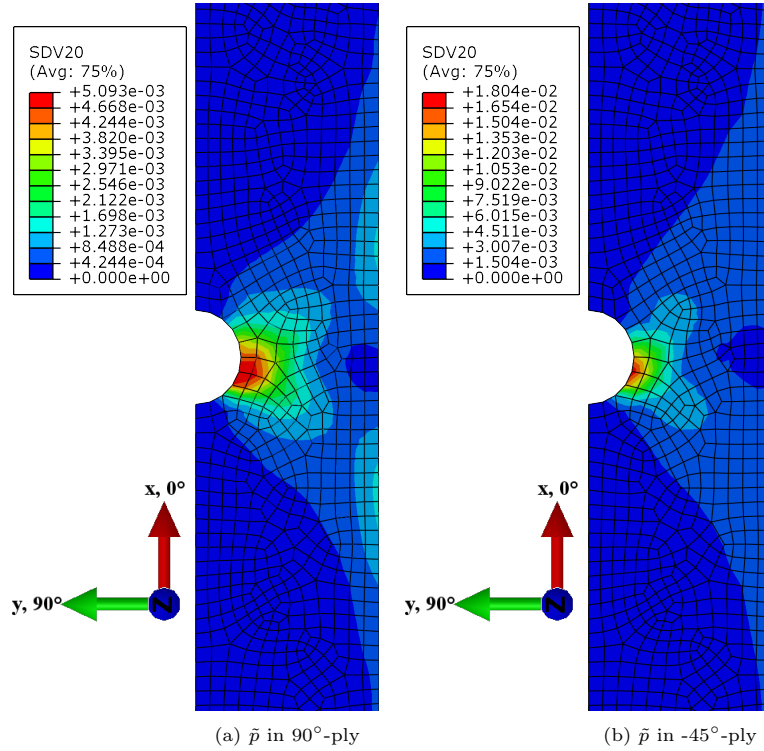 SDV20
(Avg: 75%)
+5.093e-03
+4.668e-03
+4.244e-03
+3.820e-03
+3.395e-03
+2.971e-03
+2.546e-03
+2.122e-03
+1.698e-03
+1.273e-03
+8.488e-04
+4.244e-04
+0.000e+00
x, 0°
y, 90°
Z
(a) p̃ in 90°-ply
SDV20
(Avg: 75%)
+1.804e-02
+1.654e-02
+1.504e-02
+1.353e-02
+1.203e-02
+1.053e-02
+9.022e-03
+7.519e-03
+6.015e-03
+4.511e-03
+3.007e-03
+1.504e-03
+0.000e+00
x, 0°
y, 90°
Z
(b) p̃ in -45°-ply